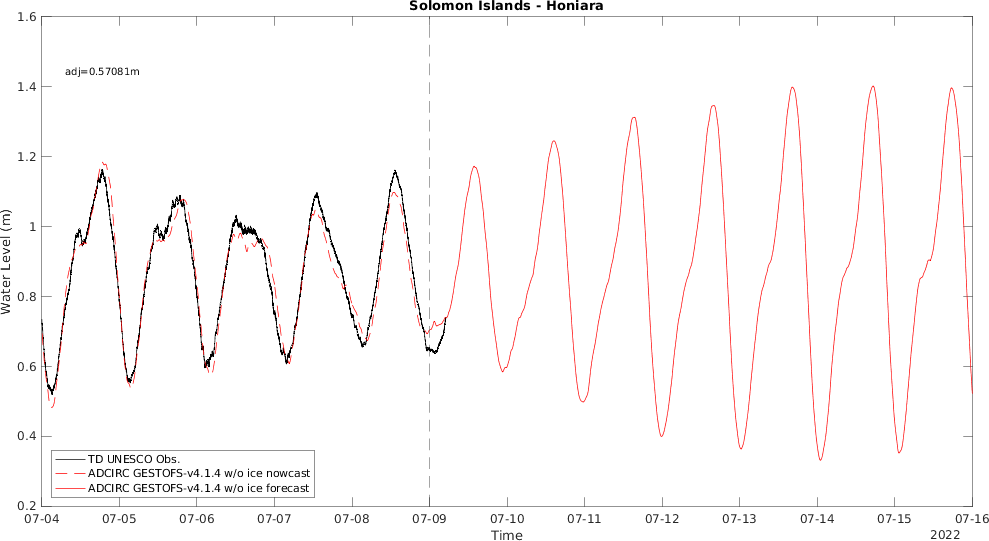 Solomon Islands - Honiara
1.6
adj=0.57081m
1.4
1.2
1
0.8
0.6
0.4
0.2
Water Level (m)
TD UNESCO Obs.
ADCIRC GESTOFS-v4.1.4 w/o ice nowcast
ADCIRC GESTOFS-v4.1.4 w/o ice forecast
07-04 07-05 07-06 07-07 07-08 07-09 07-10 07-11 07-12 07-13 07-14 07-15 07-16
Time
2022